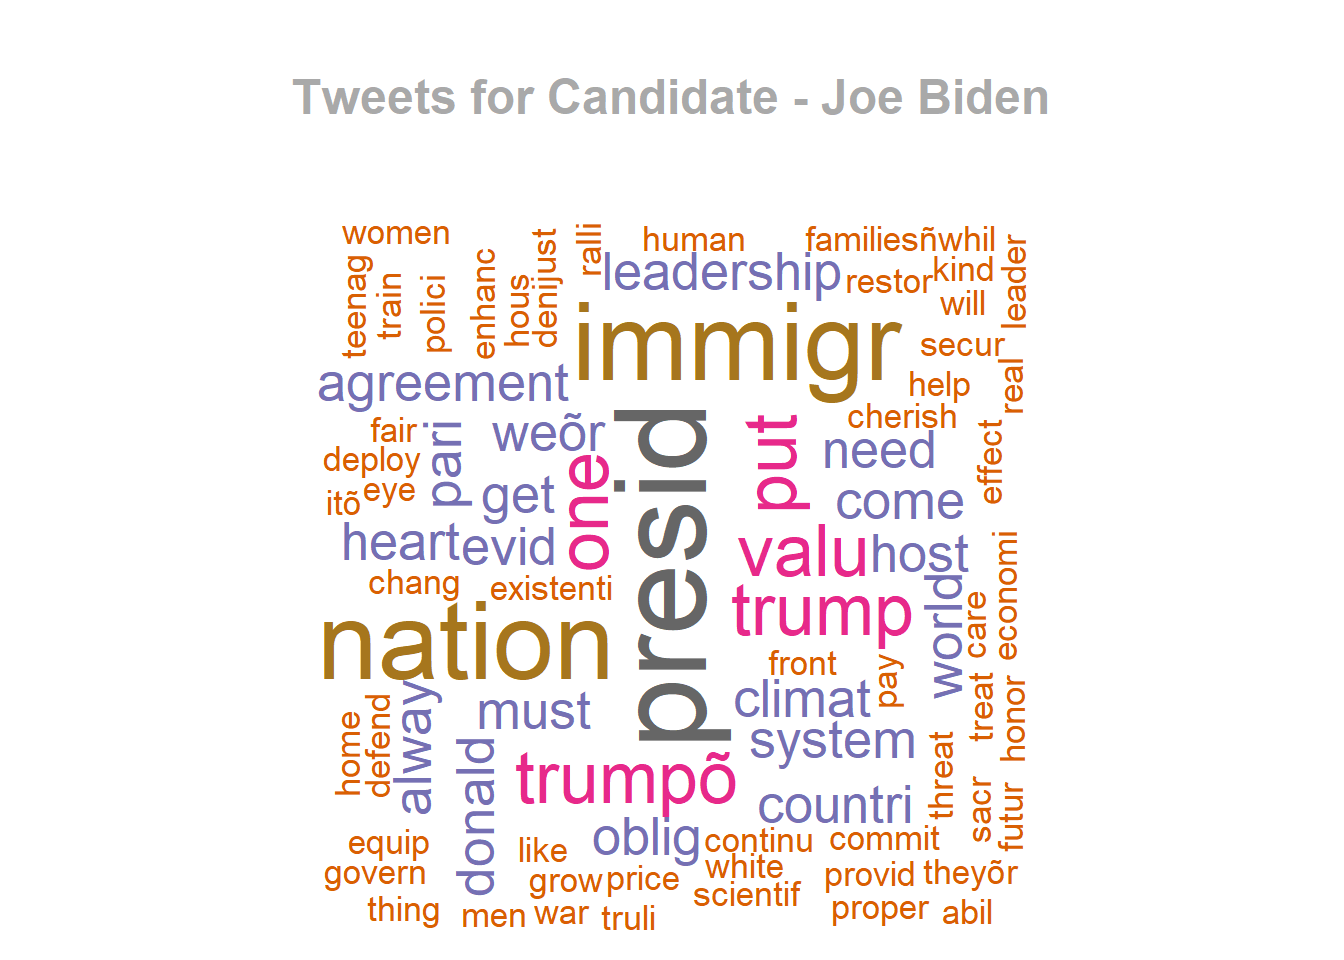 Tweets for Candidate - Joe Biden
women
teenag
train
polici
enhanc
hous
denijust
ralli
human
familiesñwhil
leadership
restor
kind
leader
will
immigr
secur
real
help
agreement
cherish
fair
weõr
put
need
effect
deploy
pari
one
presid
eye
itõ
get
come
heart
evid
valu
host
economi
chang
existenti
trump
world
care
nation
front
pay
climat
treat
honor
must
system
home
defend
alway
donald
trumpõ
countri
threat
sacr
futur
equip
like
oblig
continu
commit
govern
grow
price
white
scientif
provid
theyõr
thing
men
war
truli
proper
abil